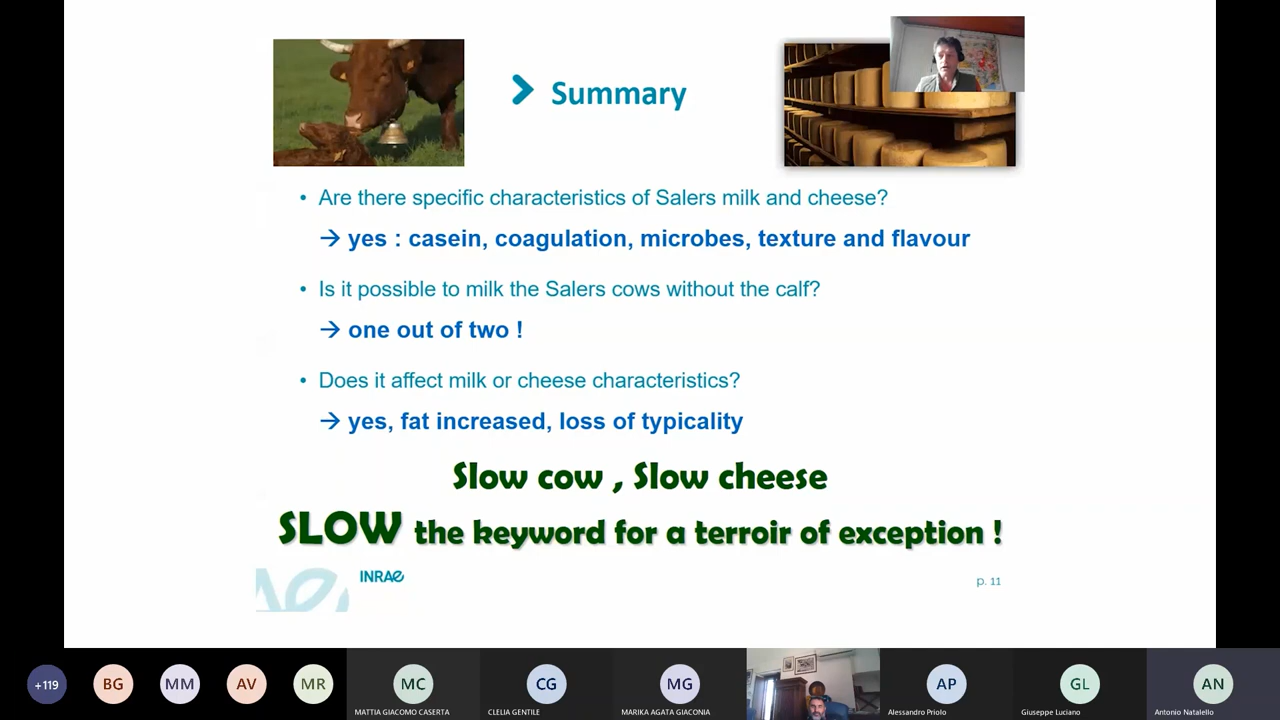 Summary
• Are there specific characteristics of Salers milk and cheese?
→ yes : casein, coagulation, microbes, texture and flavour
• Is it possible to milk the Salers cows without the calf?
→ one out of two !
• Does it affect milk or cheese characteristics?
→ yes, fat increased, loss of typicality
Slow cow , Slow cheese
SLOW the keyword for a terroir of exception !
INRAE
p. 11
+119
BG
MM
AV
MR
MC
CG
MG
AP
GL
AN
MATTIA GIACOMO CASERTA
CLELIA GENTILE
MARIKA AGATA GIACONIA
Alessandro Priolo
Giuseppe Luciano
Antonio Natalello